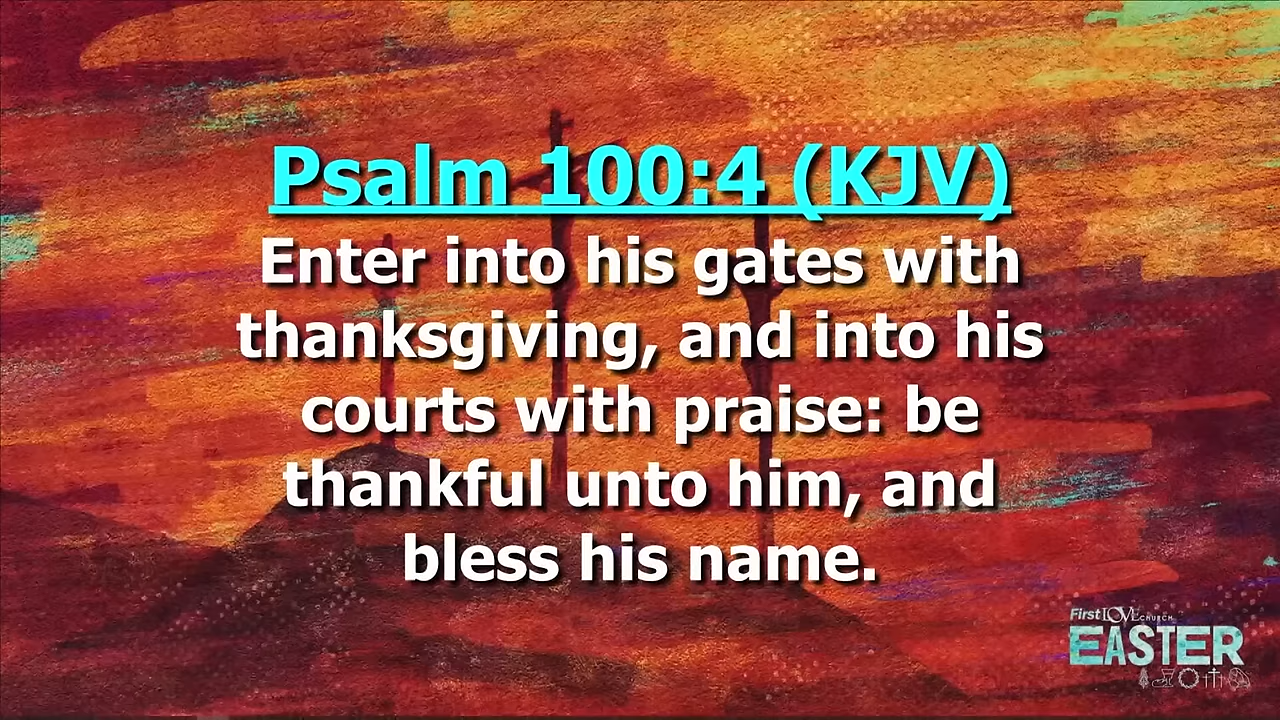 Psalm 100:4 (KJV)
Enter into his gates with
thanksgiving, and into his
courts with praise: be
thankful unto him, and
bless his name.
First LOVE CHURCH
EASTER